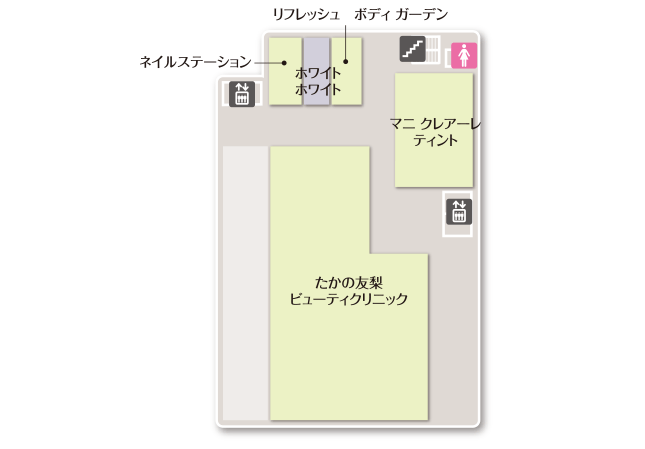 リフレッシュ ボディ ガーデン
ネイルステーション
ホワイト
ホワイト
マニ クレアーレ
ティント
たかの友梨
ビューティクリニック